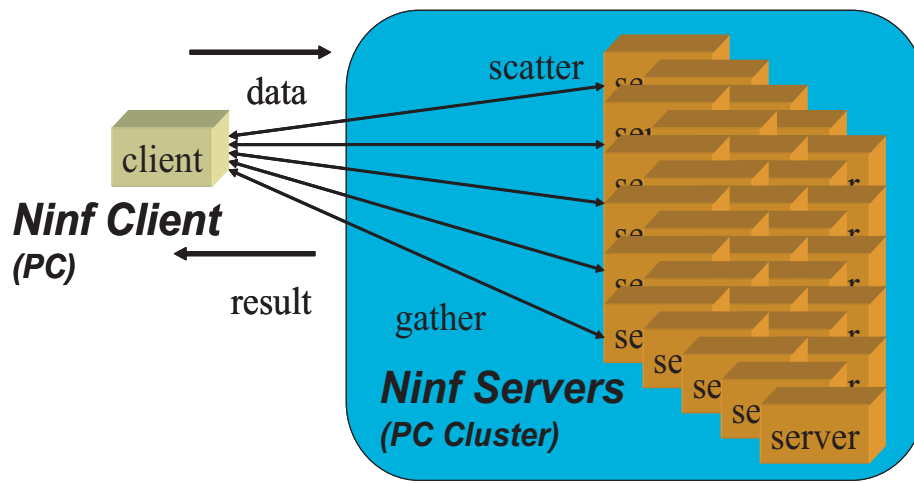 data
scatter
client
Ninf Client
(PC)
result
gather
Ninf Servers
(PC Cluster)
server